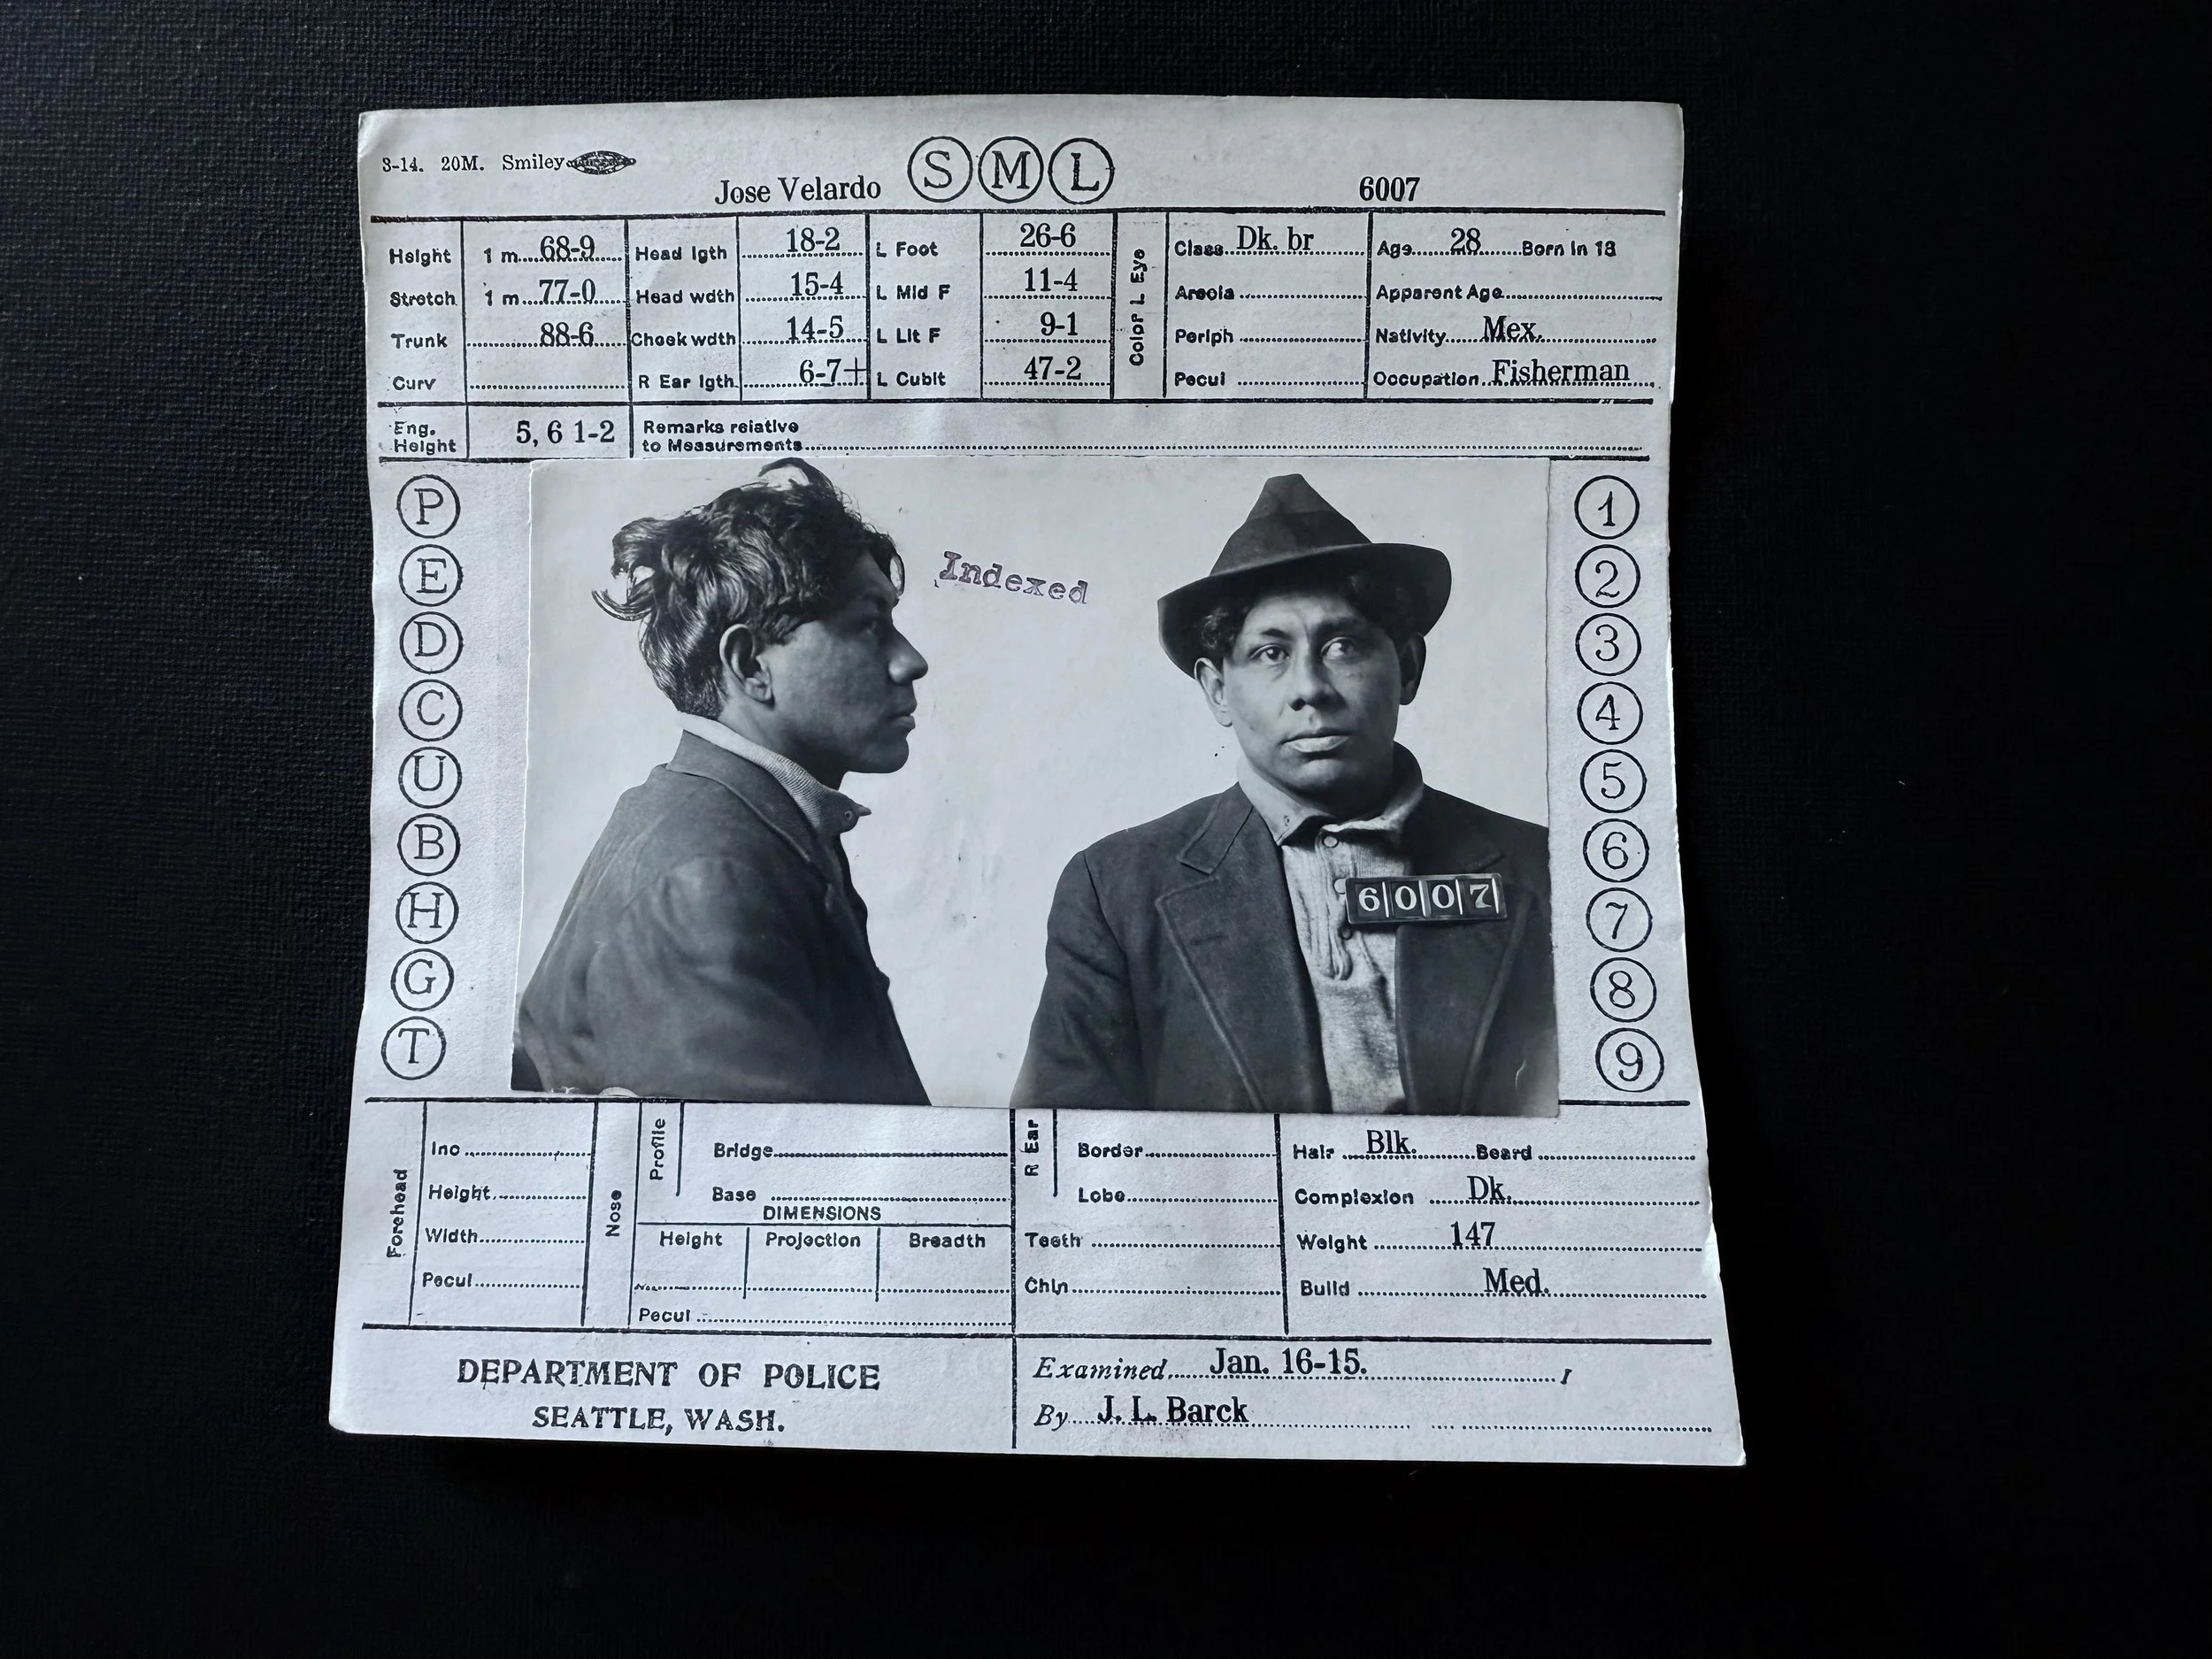 3-14. 20M. Smiley
Jose Velardo S M L 6007
Height 1 m 68-9 Head lgth 18-2 L Foot 26-6 Class Dk. br Age 28 Born in 18
Stretch 1 m 77-0 Head wdth 15-4 L Mid F 11-4 Areola Apparent Age
Trunk 88-6 Cheek wdth 14-5 L Lit F 9-1 Periph Nativity Mex.
Curv R Ear lgth 6-7+ L Cubit 47-2 Pecul Occupation Fisherman
Color L Eye
Eng. Height 5, 6 1-2 Remarks relative
to Measurements
P
E
D
C
U
B
H
G
T
Indexed
6007
1
2
3
4
5
6
7
8
9
Forehead
Inc
Height
Width
Pecul
Nose
Profile
Bridge
Base
DIMENSIONS
Height Projection Breadth
Pecul
R Ear
Border
Lobe
Teeth
Chin
Hair Blk. Beard
Complexion Dk.
Weight 147
Build Med.
DEPARTMENT OF POLICE
SEATTLE, WASH.
Examined Jan. 16-15.
By J. L. Barck